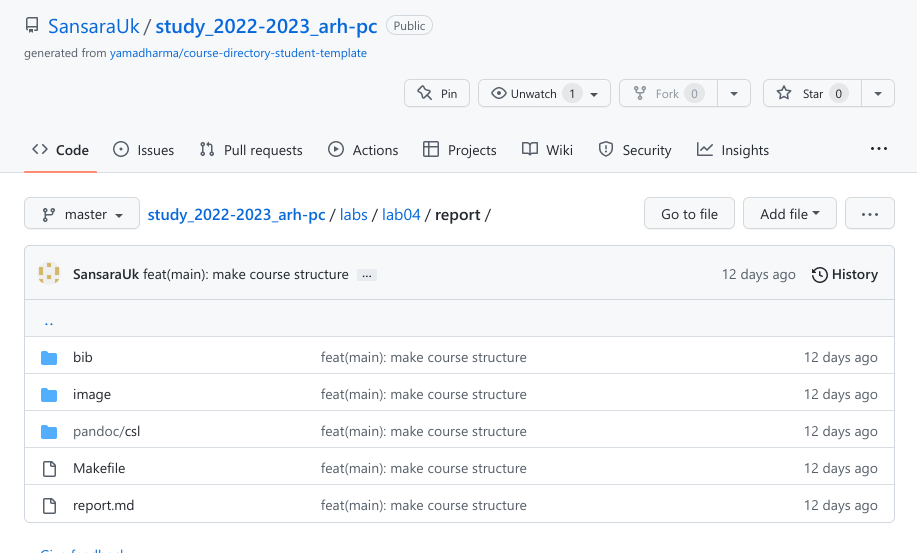 SansaraUk / study_2022-2023_arh-pc Public
generated from yamadharma/course-directory-student-template
Pin Unwatch 1 Fork 0 Star 0
Code Issues Pull requests Actions Projects Wiki Security Insights ...
master study_2022-2023_arh-pc / labs / lab04 / report / Go to file Add file ...
SansaraUk feat(main): make course structure ... 12 days ago History
..
bib feat(main): make course structure 12 days ago
image feat(main): make course structure 12 days ago
pandoc/csl feat(main): make course structure 12 days ago
Makefile feat(main): make course structure 12 days ago
report.md feat(main): make course structure 12 days ago
Give feedback